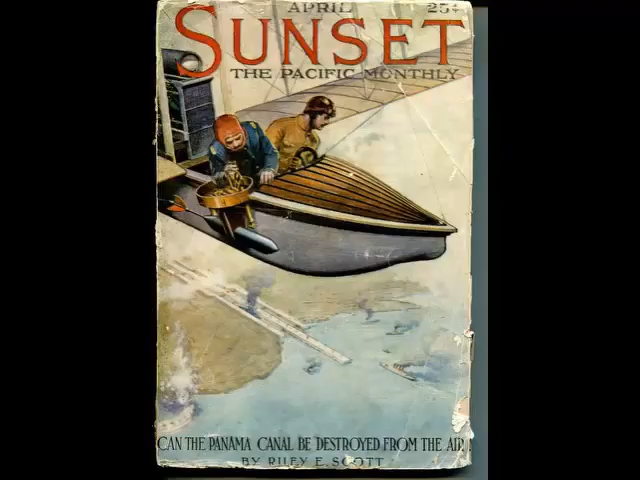 APRIL 25¢
SUNSET
THE PACIFIC MONTHLY
CAN THE PANAMA CANAL BE DESTROYED FROM THE AIR
BY RILEY E. SCOTT